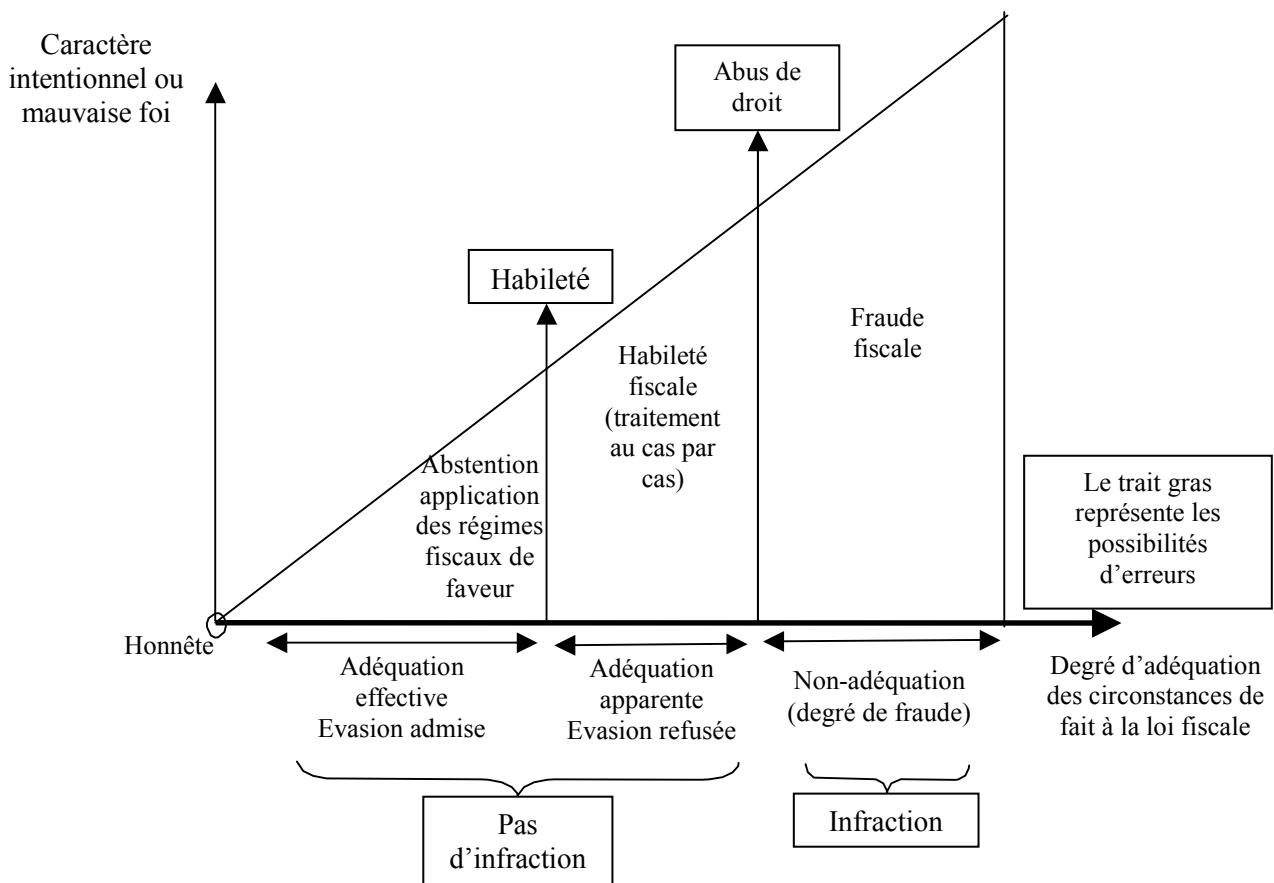 Caractère
intentionnel ou
mauvaise foi
Abus de
droit
Habileté
Fraude
fiscale
Habileté
fiscale
(traitement
au cas par
cas)
Abstention
application
des régimes
fiscaux de
faveur
Le trait gras
représente les
possibilités
d'erreurs
Honnête
Adéquation
effective
Evasion admise
Adéquation
apparente
Evasion refusée
Non-adéquation
(degré de fraude)
Degré d'adéquation
des circonstances de
fait à la loi fiscale
Pas
d'infraction
Infraction